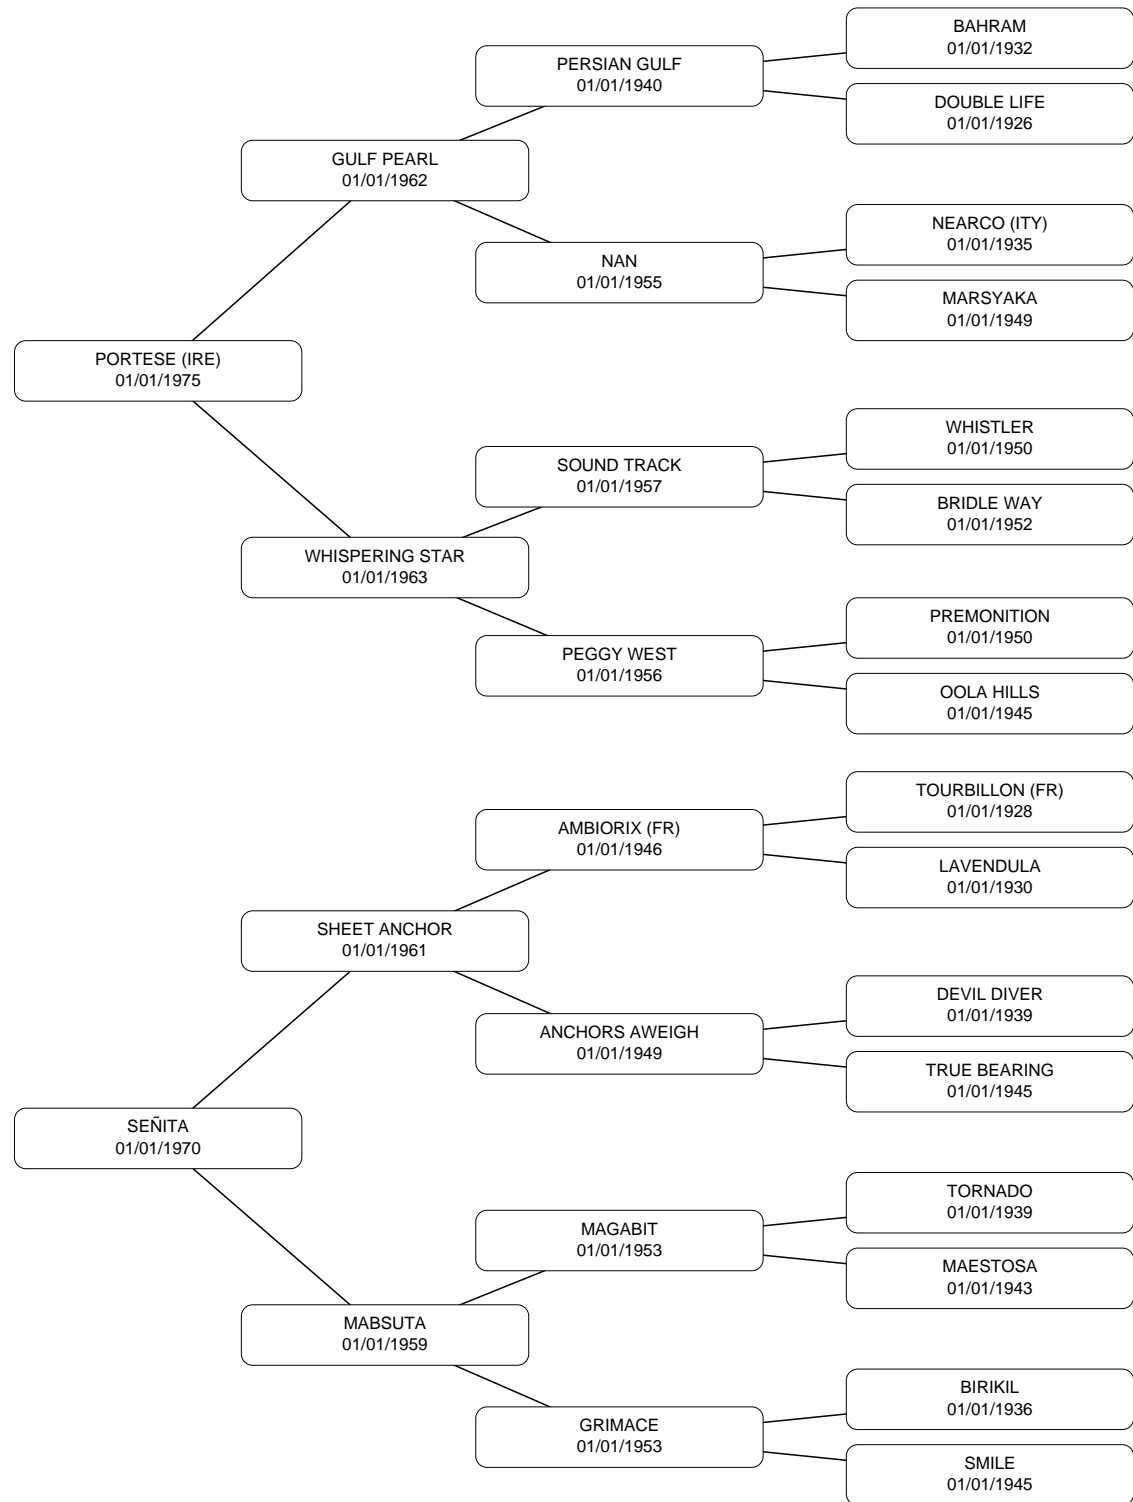 BAHRAM
01/01/1932
PERSIAN GULF
01/01/1940
DOUBLE LIFE
01/01/1926
GULF PEARL
01/01/1962
NEARCO (ITY)
01/01/1935
NAN
01/01/1955
MARSYAKA
01/01/1949
PORTESE (IRE)
01/01/1975
WHISTLER
01/01/1950
SOUND TRACK
01/01/1957
BRIDLE WAY
01/01/1952
WHISPERING STAR
01/01/1963
PREMONITION
01/01/1950
PEGGY WEST
01/01/1956
OOLA HILLS
01/01/1945
TOURBILLON (FR)
01/01/1928
AMBIORIX (FR)
01/01/1946
LAVENDULA
01/01/1930
SHEET ANCHOR
01/01/1961
DEVIL DIVER
01/01/1939
ANCHORS AWEIGH
01/01/1949
TRUE BEARING
01/01/1945
SEÑITA
01/01/1970
TORNADO
01/01/1939
MAGABIT
01/01/1953
MAESTOSA
01/01/1943
MABSUTA
01/01/1959
BIRIKIL
01/01/1936
GRIMACE
01/01/1953
SMILE
01/01/1945